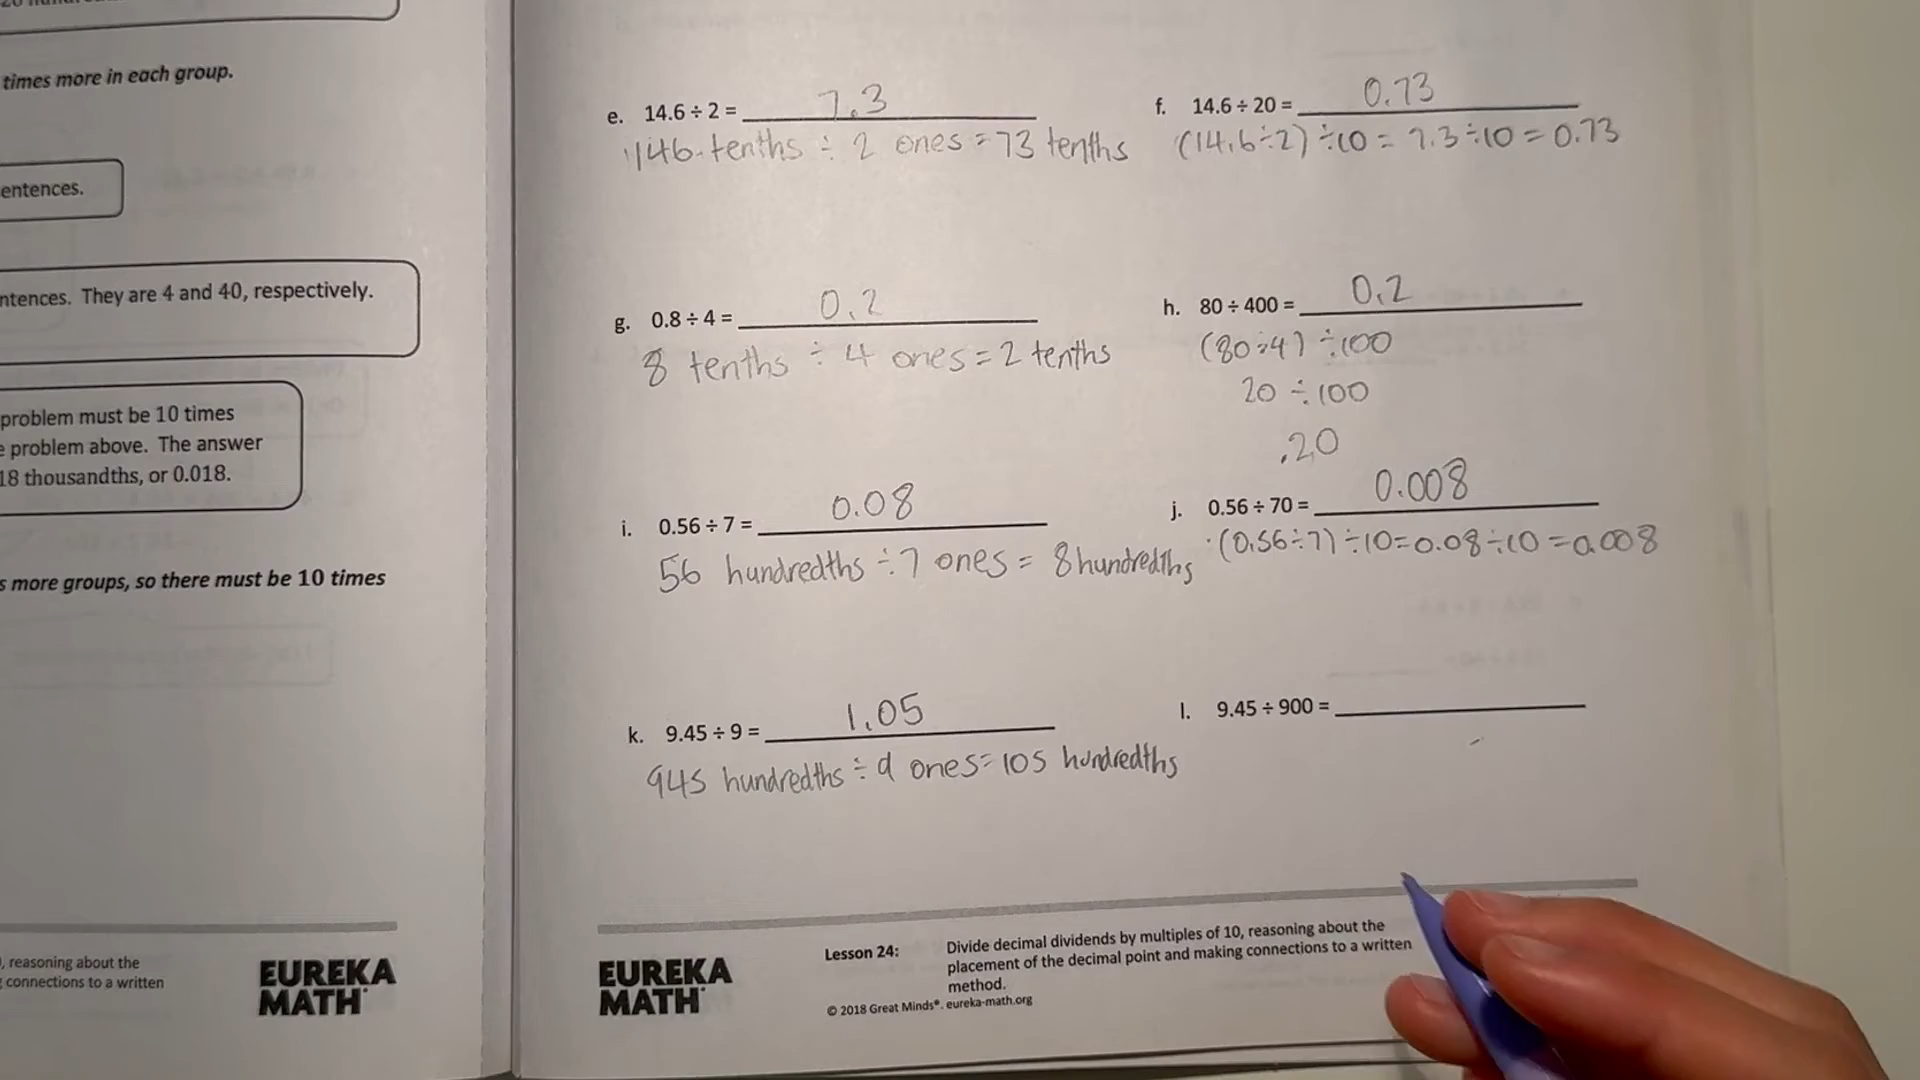 times more in each group.
entences.
ntences. They are 4 and 40, respectively.
problem must be 10 times
e problem above. The answer
18 thousandths, or 0.018.
s more groups, so there must be 10 times
, reasoning about the
connections to a written
EUREKA
MATH
e. 14.6 ÷ 2 = 7.3
146 tenths ÷ 2 ones = 73 tenths
f. 14.6 ÷ 20 = 0.73
(14.6÷2) ÷10 = 7.3÷10 = 0.73
g. 0.8 ÷ 4 = 0.2
8 tenths ÷ 4 ones = 2 tenths
h. 80 ÷ 400 = 0.2
(80÷4) ÷100
20 ÷100
.20
i. 0.56 ÷ 7 = 0.08
56 hundredths ÷ 7 ones = 8 hundredths
j. 0.56 ÷ 70 = 0.008
(0.56÷7) ÷10=0.08÷10=0.008
k. 9.45 ÷ 9 = 1.05
945 hundredths ÷ 9 ones = 105 hundredths
l. 9.45 ÷ 900 =
EUREKA
MATH
Lesson 24: Divide decimal dividends by multiples of 10, reasoning about the
placement of the decimal point and making connections to a written
method.
© 2018 Great Minds®. eureka-math.org